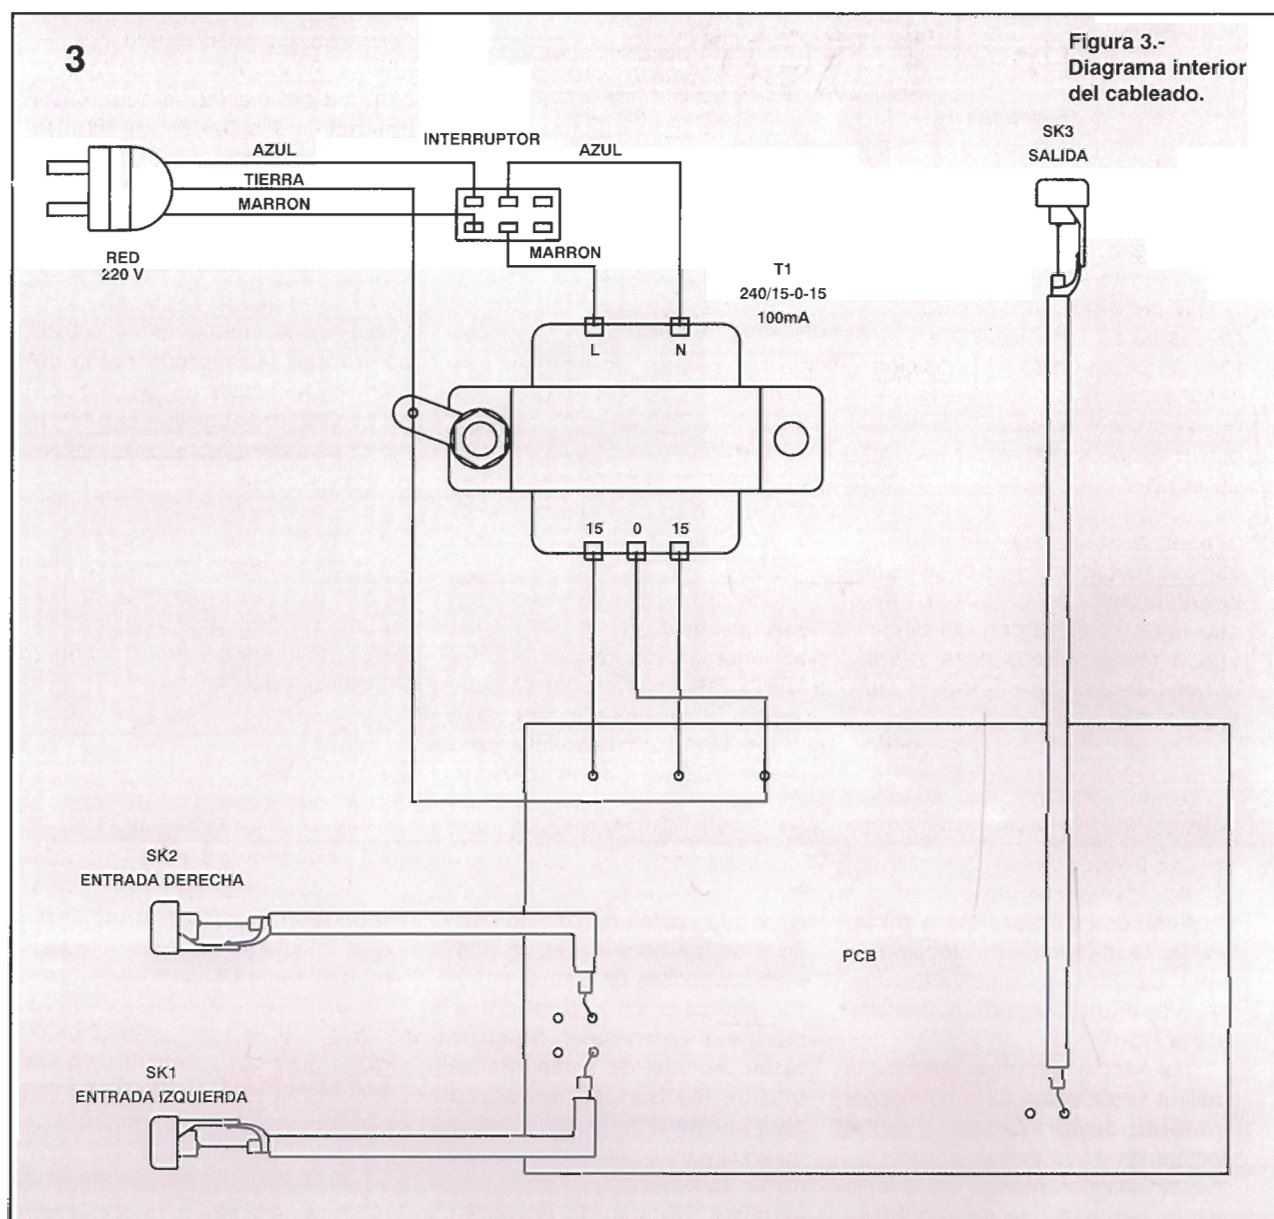 3
Figura 3.-
Diagrama interior
del cableado.
SK3
SALIDA
AZUL
INTERRUPTOR
AZUL
TIERRA
MARRON
RED
220 V
MARRON
T1
240/15-0-15
100mA
L
N
15
0
15
SK2
ENTRADA DERECHA
PCB
SK1
ENTRADA IZQUIERDA